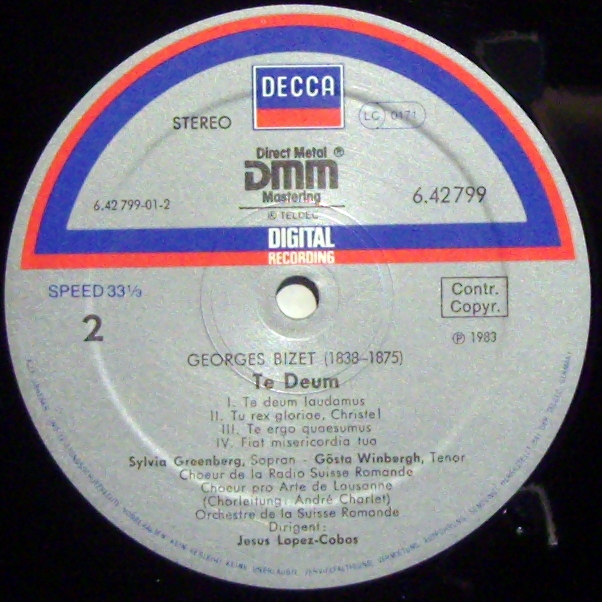 DECCA
STEREO
LC 0171
Direct Metal ®
DMM
Mastering
® TELDEC
6.42 799-01-2
6.42799
DIGITAL
RECORDING
SPEED 33⅓
Contr.
Copyr.
2
℗ 1983
GEORGES BIZET (1838–1875)
Te Deum
I. Te deum laudamus
II. Tu rex gloriae, Christe!
III. Te ergo quaesumus
IV. Fiat misericordia tua
Sylvia Greenberg, Sopran – Gösta Winbergh, Tenor
Choeur de la Radio Suisse Romande
Choeur pro Arte de Lausanne
(Chorleitung: André Charlet)
Orchestre de la Suisse Romande
Dirigent:
Jesus Lopez-Cobos